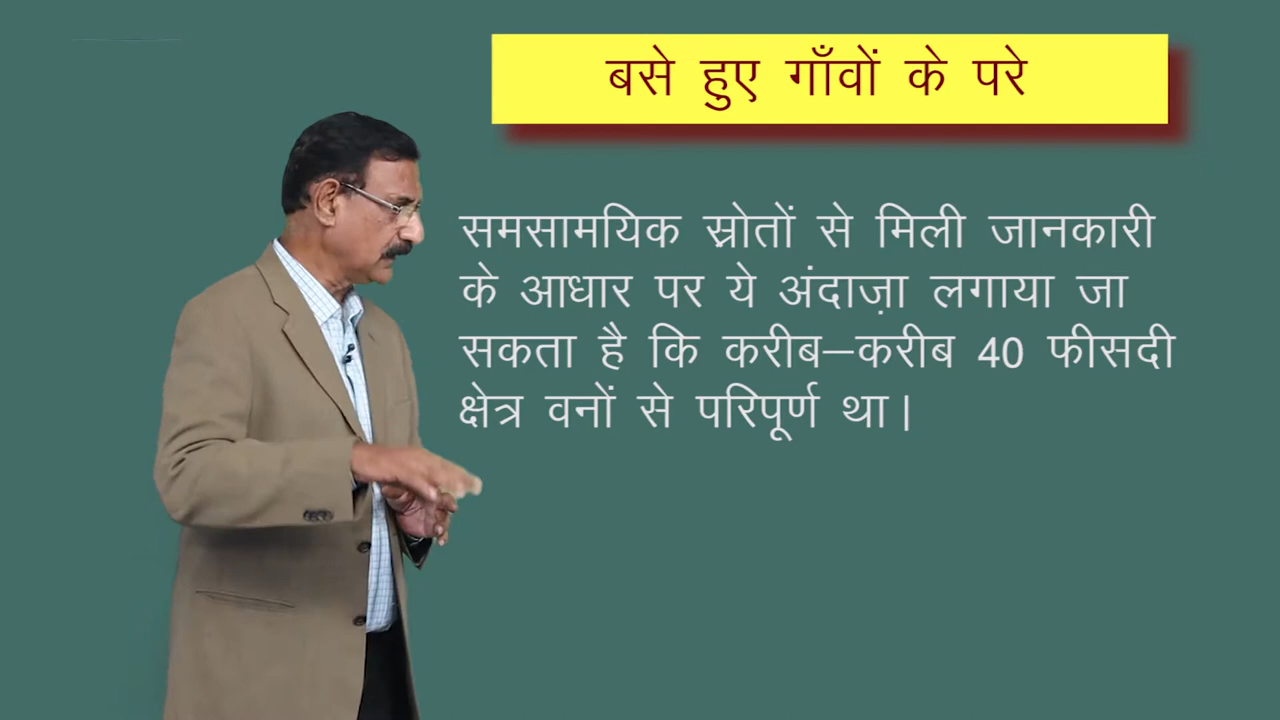 बसे हुए गाँवों के परे
समसामयिक स्रोतों से मिली जानकारी
के आधार पर ये अंदाज़ा लगाया जा
सकता है कि करीब–करीब 40 फीसदी
क्षेत्र वनों से परिपूर्ण था।